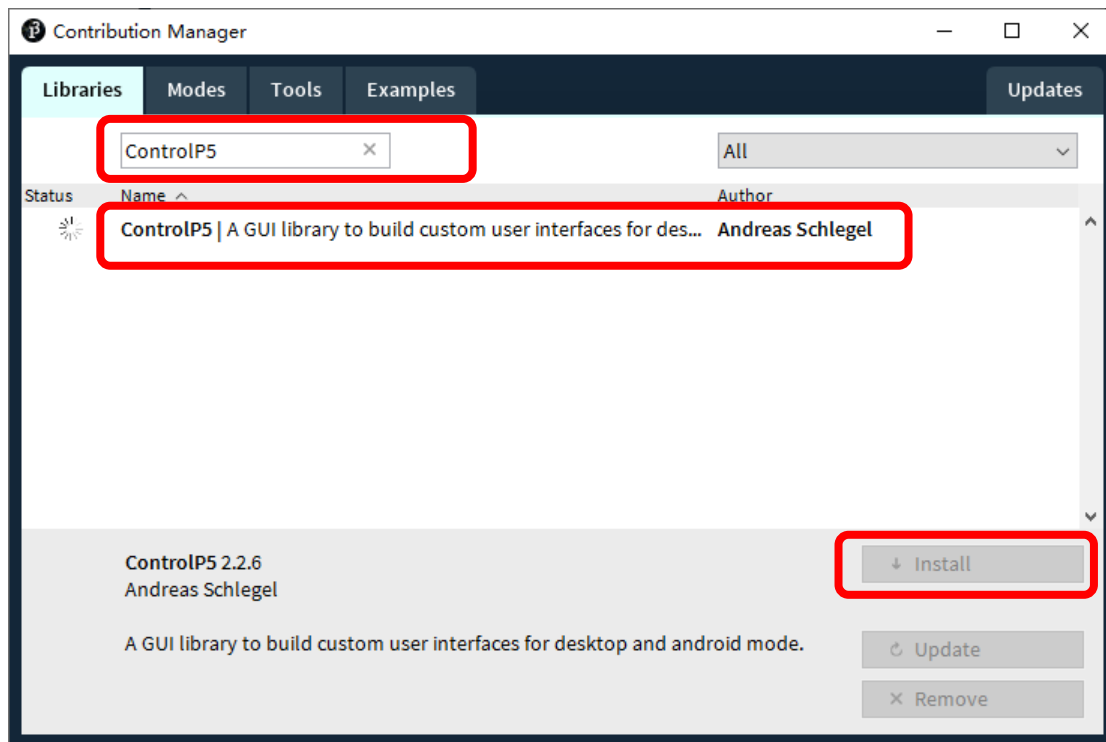 Contribution Manager
Libraries Modes Tools Examples Updates
ControlP5 All
Status Name Author
ControlP5 | A GUI library to build custom user interfaces for des... Andreas Schlegel
ControlP5 2.2.6
Install
Andreas Schlegel
A GUI library to build custom user interfaces for desktop and android mode.
Update
Remove